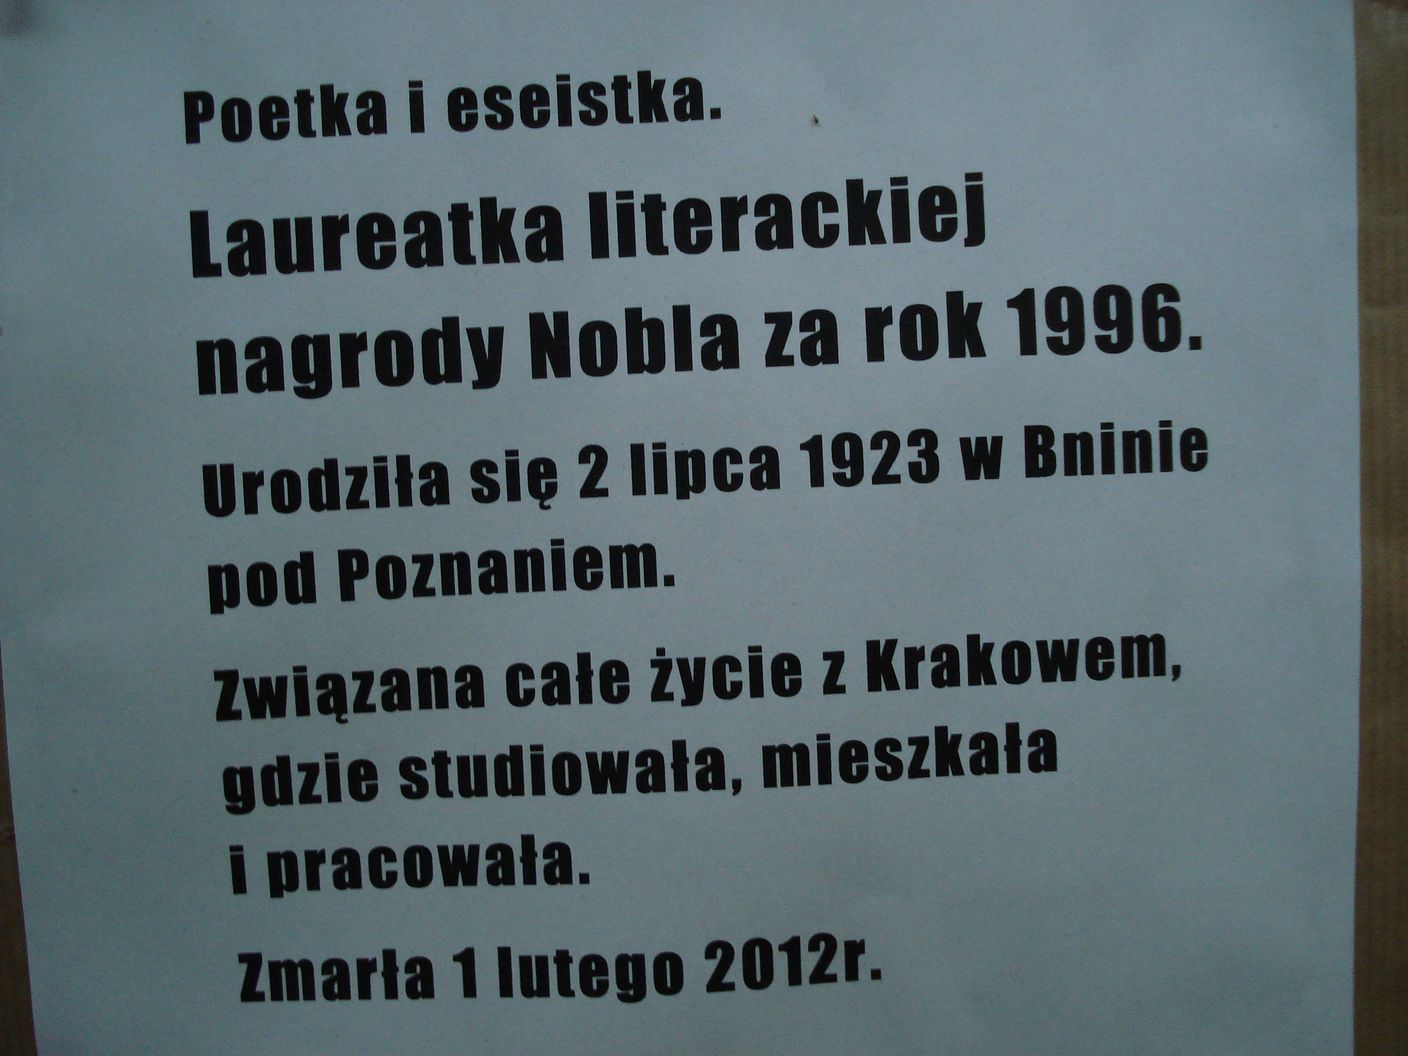 Poetka i eseistka.
Laureatka literackiej
nagrody Nobla za rok 1996.
Urodziła się 2 lipca 1923 w Bninie
pod Poznaniem.
Związana całe życie z Krakowem,
gdzie studiowała, mieszkała
i pracowała.
Zmarła 1 lutego 2012r.